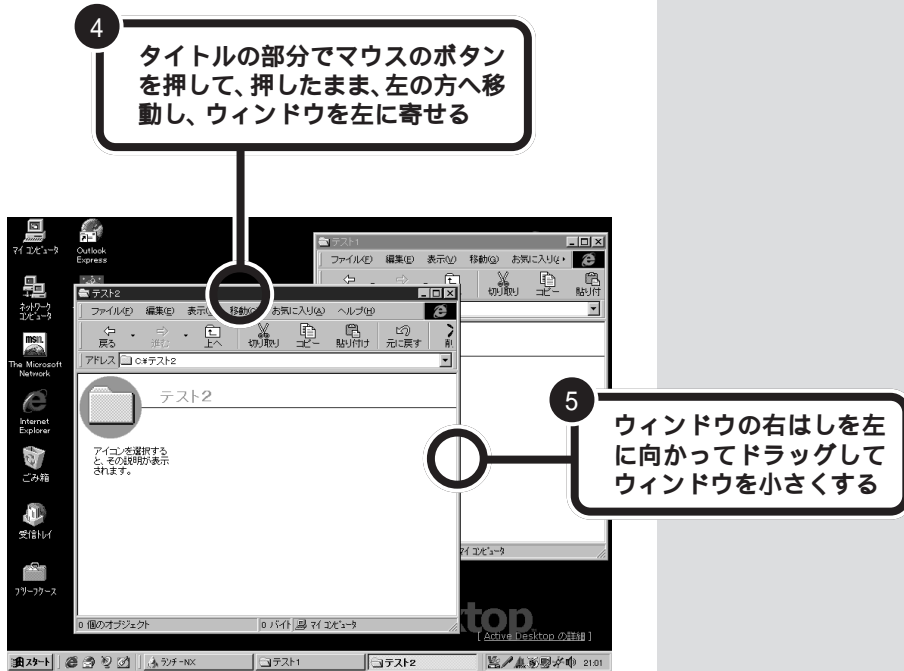 4
タイトルの部分でマウスのボタン
を押して、押したまま、左の方へ移
動し、ウィンドウを左に寄せる
マイ コンピュータ
Outlook
Express
テスト1
ファイル(F) 編集(E) 表示(V) 移動(G) お気に入り(
切り取り コピー 貼り付
ネットワーク
コンピュータ
テスト2
ファイル(F) 編集(E) 表示( 移動( お気に入り(A) ヘルプ(H)
戻る 進む 上へ 切り取り コピー 貼り付け 元に戻す 削
アドレス C:¥テスト2
msn.
The Microsoft
Network
テスト2
5
ウィンドウの右はしを左
に向かってドラッグして
ウィンドウを小さくする
Internet
Explorer
アイコンを選択する
と、その説明が表示
されます。
ごみ箱
受信トレイ
マイ コンピュータ
ブリーフケース
top
[ Active Desktop の詳細 ]
0 個のオブジェクト 0 バイト マイ コンピュータ
スタート ランチ-NX テスト1 テスト2 21:01